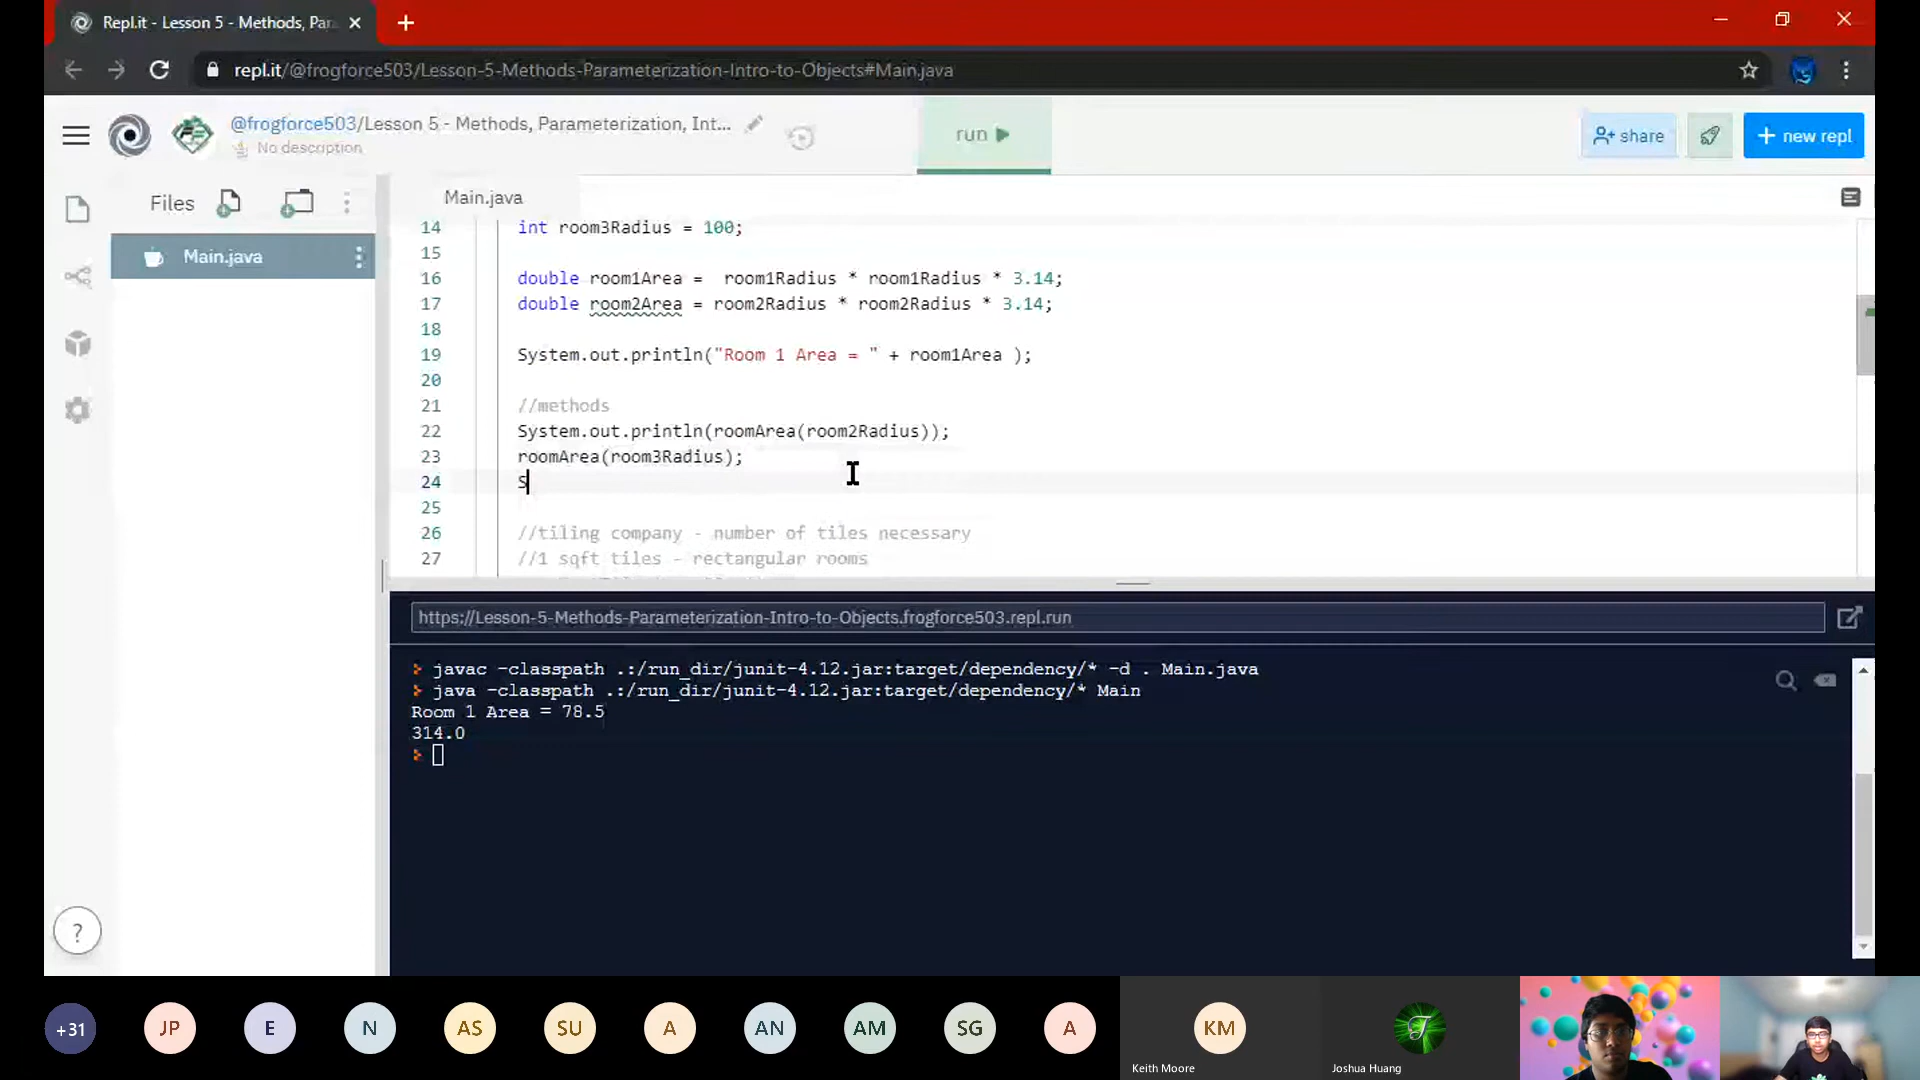 Repl.it - Lesson 5 - Methods, Par
repl.it/@frogforce503/Lesson-5-Methods-Parameterization-Intro-to-Objects#Main.java
@frogforce503/Lesson 5 - Methods, Parameterization, Int...
No description
run
share
+ new repl
Files
Main.java
Main.java
14 int room3Radius = 100;
15
16 double room1Area =  room1Radius * room1Radius * 3.14;
17 double room2Area = room2Radius * room2Radius * 3.14;
18
19 System.out.println("Room 1 Area = " + room1Area );
20
21 //methods
22 System.out.println(roomArea(room2Radius));
23 roomArea(room3Radius);
24 S
25
26 //tiling company - number of tiles necessary
27 //1 sqft tiles - rectangular rooms
https://Lesson-5-Methods-Parameterization-Intro-to-Objects.frogforce503.repl.run
javac -classpath .:/run_dir/junit-4.12.jar:target/dependency/* -d . Main.java
java -classpath .:/run_dir/junit-4.12.jar:target/dependency/* Main
Room 1 Area = 78.5
314.0
?
+31
JP
E
N
AS
SU
A
AN
AM
SG
A
KM
Keith Moore
Joshua Huang